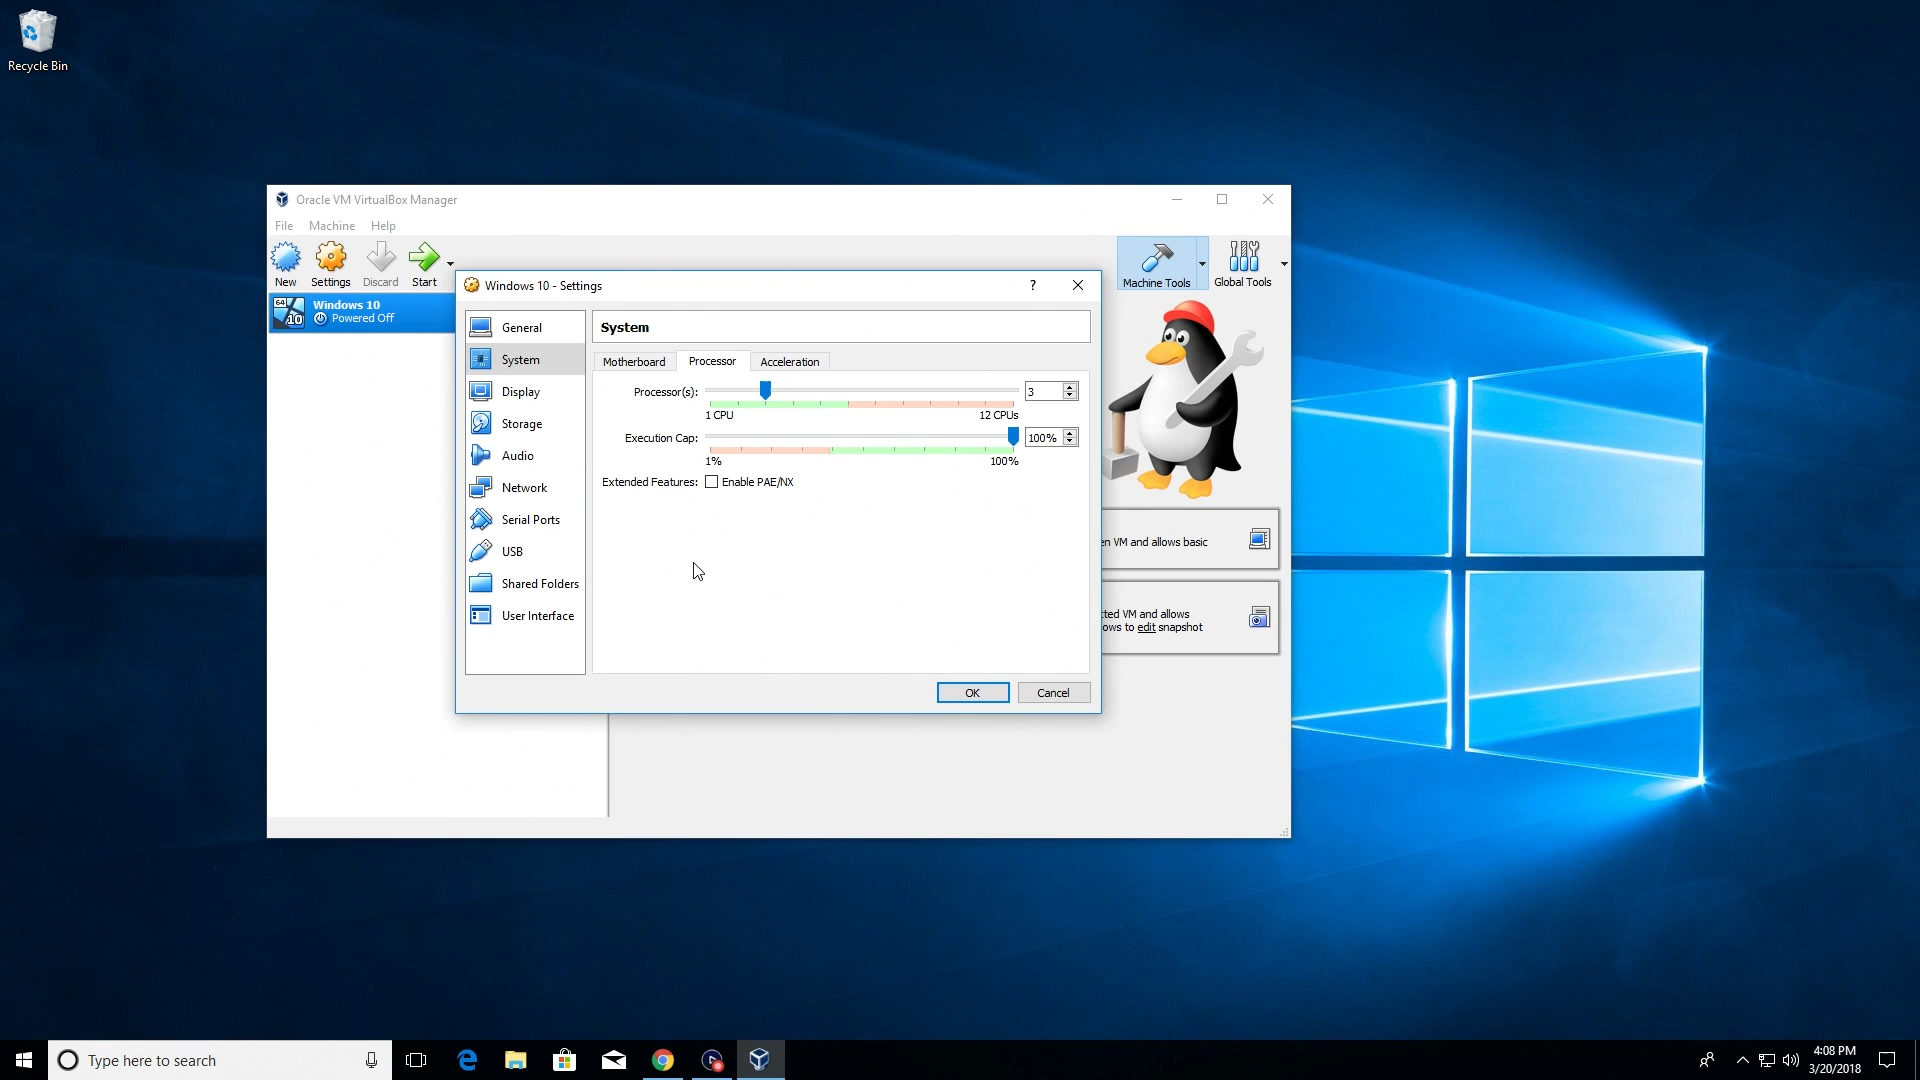 Recycle Bin
Oracle VM VirtualBox Manager
File Machine Help
New Settings Discard Start
Machine Tools Global Tools
64 10
Windows 10
Powered Off
Windows 10 - Settings
?
General
System
Display
Storage
Audio
Network
Serial Ports
USB
Shared Folders
User Interface
System
Motherboard Processor Acceleration
Processor(s): 3
1 CPU 12 CPUs
Execution Cap: 100%
1% 100%
Extended Features: Enable PAE/NX
en VM and allows basic
cted VM and allows
ows to edit snapshot
OK Cancel
Type here to search
4:08 PM
3/20/2018